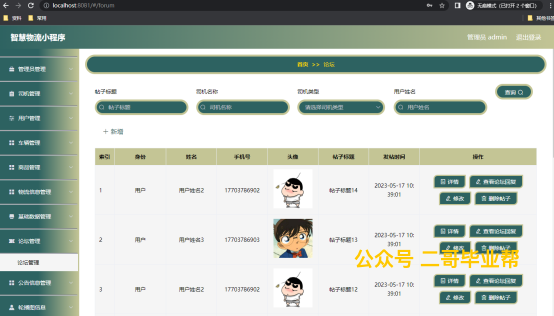 localhost:8081/#/forum
无痕模式（已打开 2 个窗口）
资料 常用
其他书签
智慧物流小程序
管理员 admin 退出登录
首页 >> 论坛
管理员管理
司机管理
用户管理
车辆管理
商品管理
物流信息管理
基础数据管理
论坛管理
论坛管理
公告信息管理
轮播图信息
帖子标题 司机名称 司机类型 用户姓名
帖子标题 司机名称 请选择司机类型 用户姓名 查询
+ 新增
索引 身份 姓名 手机号 头像 帖子标题 发帖时间 操作
1 用户 用户姓名2 17703786902 帖子标题14 2023-05-17 10:39:01 详情 查看论坛回复 修改 删除帖子
2 用户 用户姓名3 17703786903 帖子标题13 2023-05-17 10:39:01 详情 查看论坛回复 修改 删除帖子
3 用户 用户姓名2 17703786902 帖子标题12 2023-05-17 10:39:01 详情 查看论坛回复 修改 删除帖子
公众号 二哥毕业帮